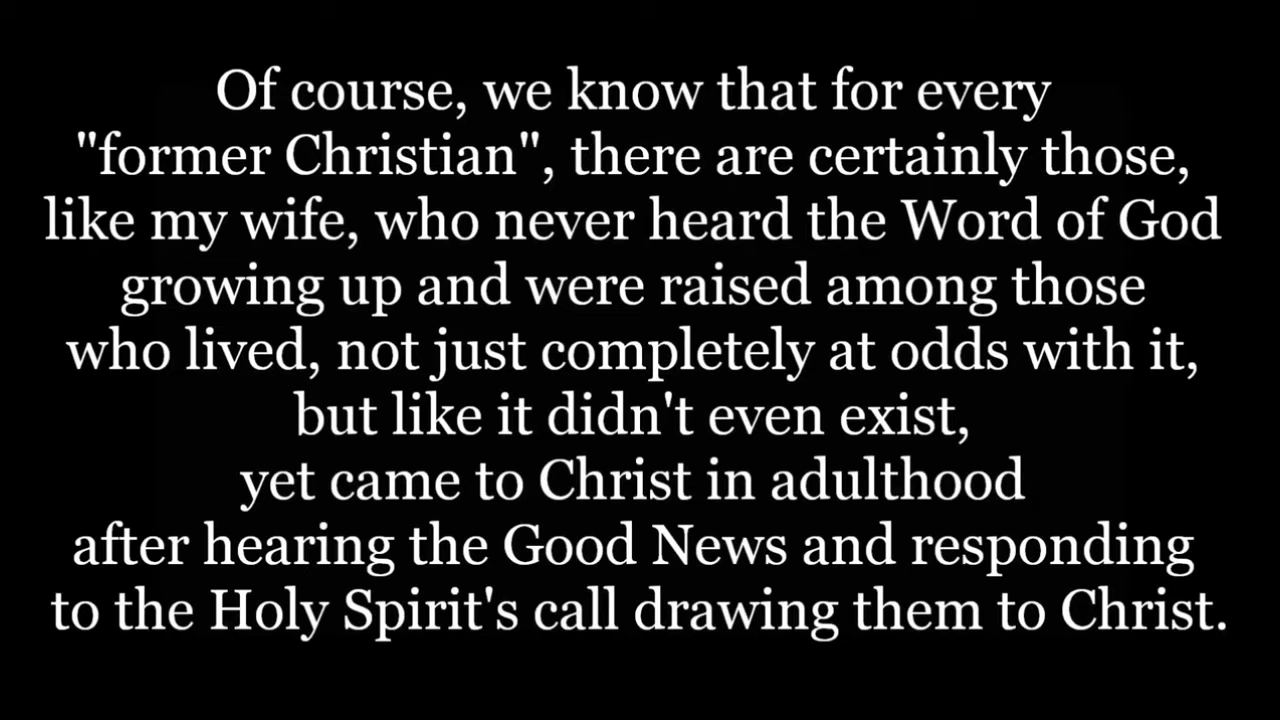 Of course, we know that for every
"former Christian", there are certainly those,
like my wife, who never heard the Word of God
growing up and were raised among those
who lived, not just completely at odds with it,
but like it didn't even exist,
yet came to Christ in adulthood
after hearing the Good News and responding
to the Holy Spirit's call drawing them to Christ.